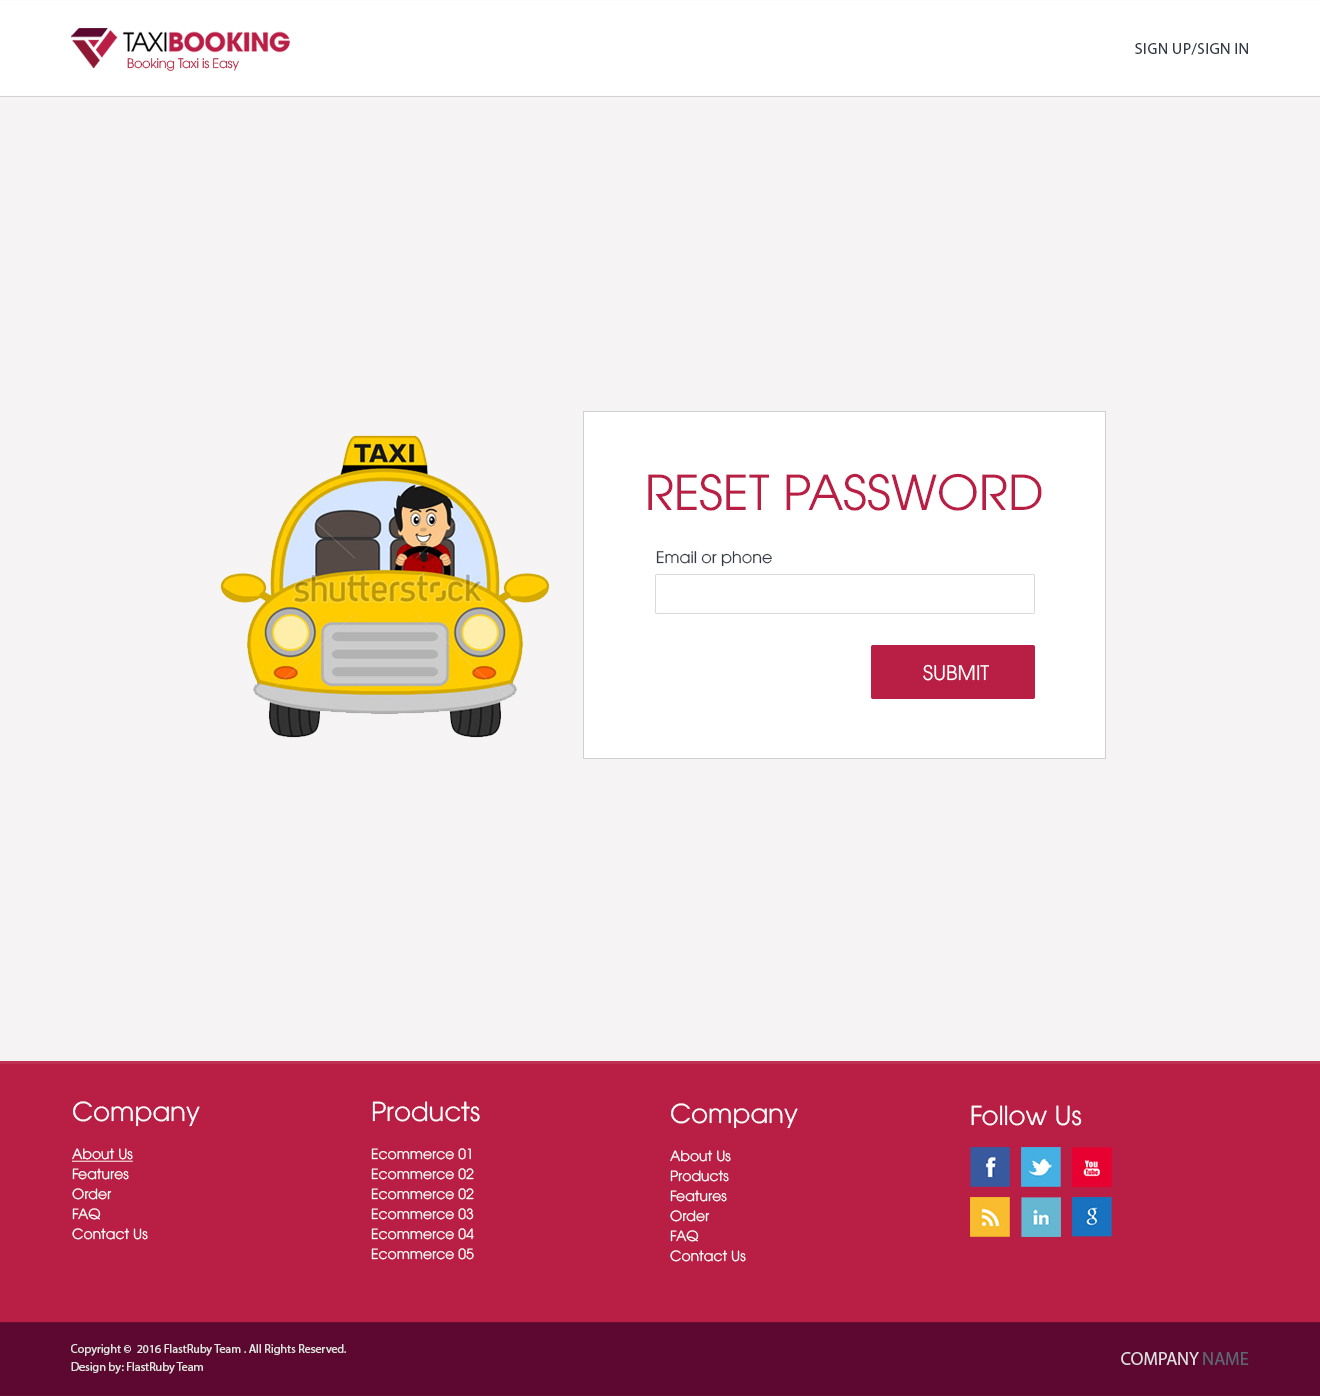 TAXIBOOKING
Booking Taxi is Easy
SIGN UP/SIGN IN
TAXI
shutterstock
RESET PASSWORD
Email or phone
SUBMIT
Company
About Us
Features
Order
FAQ
Contact Us
Products
Ecommerce 01
Ecommerce 02
Ecommerce 02
Ecommerce 03
Ecommerce 04
Ecommerce 05
Company
About Us
Products
Features
Order
FAQ
Contact Us
Follow Us
f
You
Tube
in
g
Copyright © 2016 FlastRuby Team . All Rights Reserved.
Design by: FlastRuby Team
COMPANY NAME